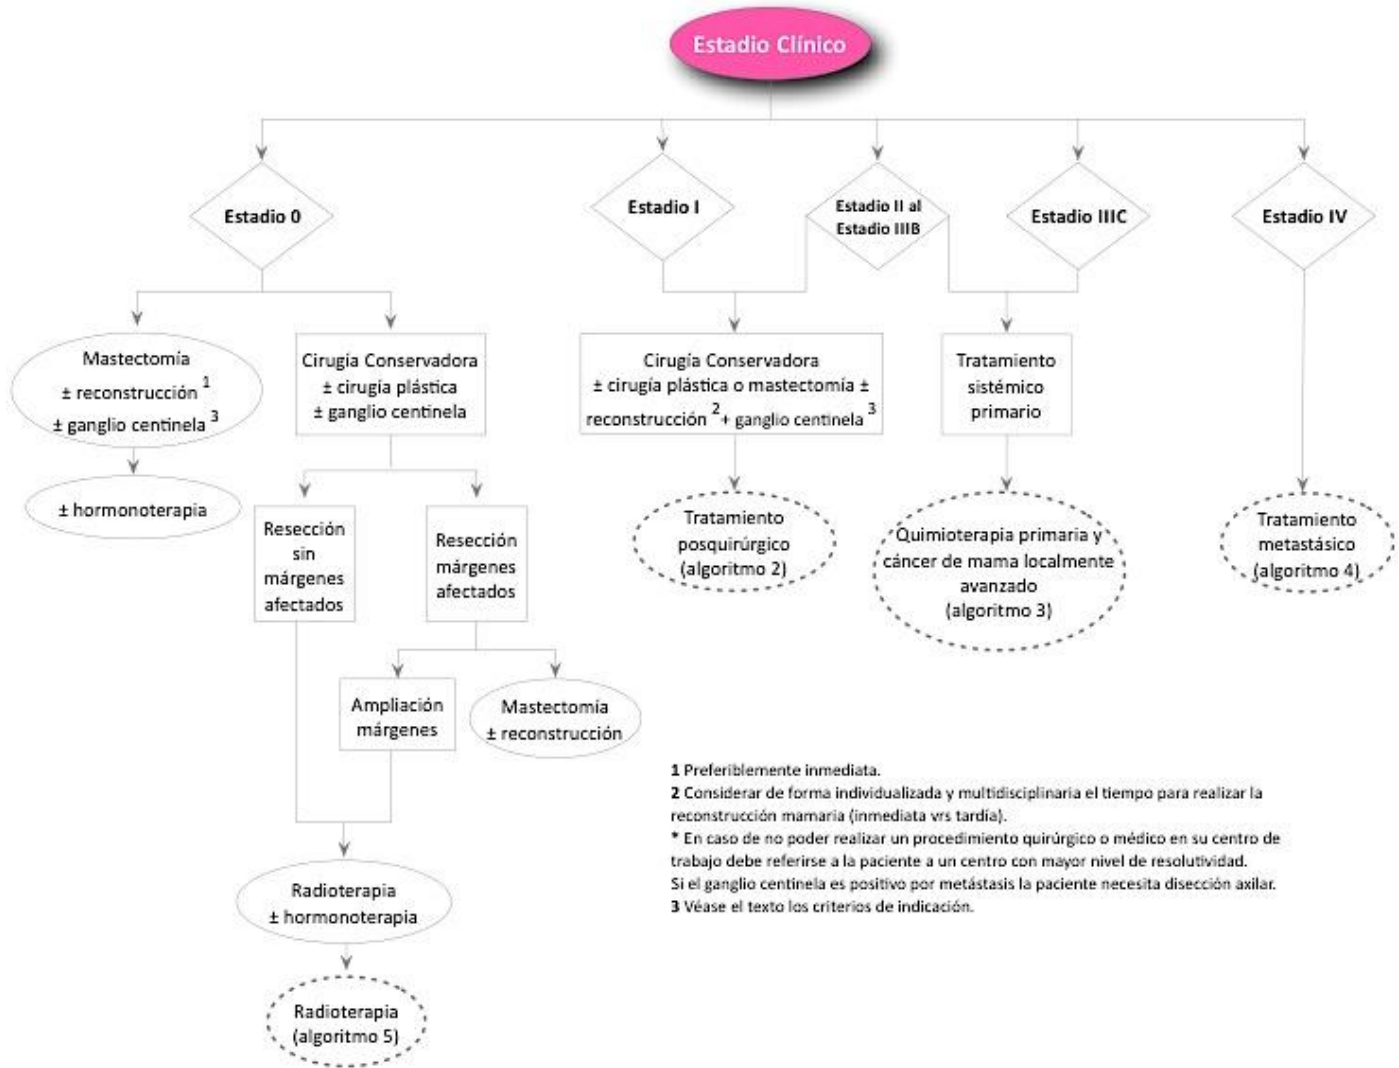 Estadio Clínico
Estadio 0
Estadio I
Estadio II al
Estadio IIIB
Estadio IIIC
Estadio IV
Mastectomía
± reconstrucción 1
± ganglio centinela 3
Cirugía Conservadora
± cirugía plástica
± ganglio centinela
Cirugía Conservadora
± cirugía plástica o mastectomía ±
reconstrucción 2 + ganglio centinela 3
Tratamiento
sistémico
primario
± hormonoterapia
Resección
sin
márgenes
afectados
Resección
márgenes
afectados
Tratamiento
posquirúrgico
(algoritmo 2)
Quimioterapia primaria y
cáncer de mama localmente
avanzado
(algoritmo 3)
Tratamiento
metastásico
(algoritmo 4)
Ampliación
márgenes
Mastectomía
± reconstrucción
1 Preferiblemente inmediata.
2 Considerar de forma individualizada y multidisciplinaria el tiempo para realizar la
reconstrucción mamaria (inmediata vrs tardía).
* En caso de no poder realizar un procedimiento quirúrgico o médico en su centro de
trabajo debe referirse a la paciente a un centro con mayor nivel de resolutividad.
Si el ganglio centinela es positivo por metástasis la paciente necesita disección axilar.
3 Véase el texto los criterios de indicación.
Radioterapia
± hormonoterapia
Radioterapia
(algoritmo 5)